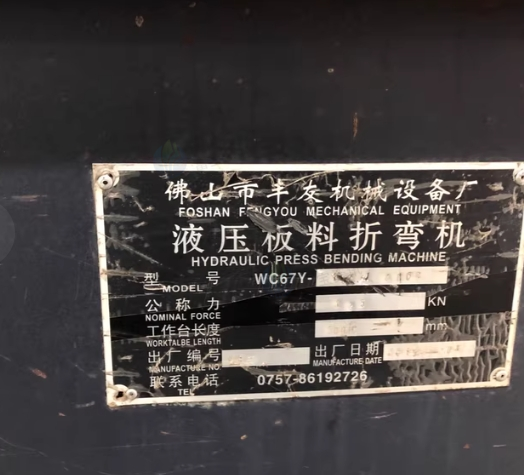 佛山市丰友机械设备厂
FOSHAN FENGYOU MECHANICAL EQUIPMENT
液压板料折弯机
HYDRAULIC PRESS BENDING MACHINE
型 号 WC67Y-
MODEL
公称力 KN
NOMINAL FORCE
工作台长度 mm
WORKTALBE LENGTH
出厂编号 出厂日期
MANUFACTURE NO MANUFACTURE DATE
联系电话 0757-86192726
TEL